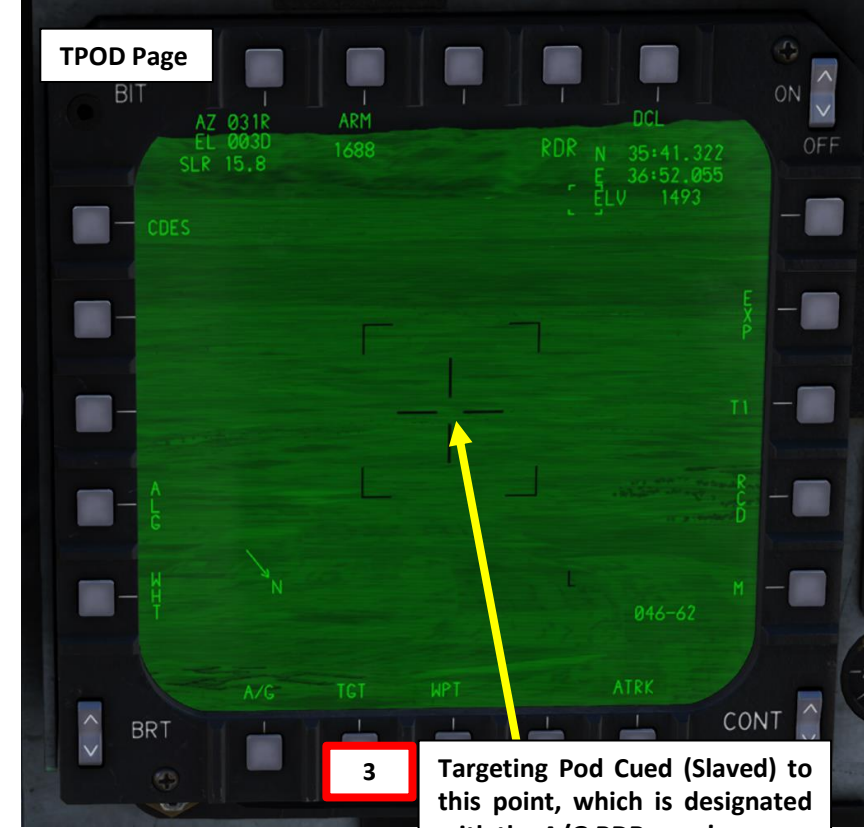 TPOD Page
BIT
ON
OFF
AZ 031R
EL 003D
SLR 15.8
ARM
1688
RDR
DCL
N 35:41.322
E 36:52.055
ELV 1493
CDES
EXP
TI
RCD
ALG
WHT
N
L
M
046-62
A/G
TGT
WPT
ATRK
BRT
CONT
3
Targeting Pod Cued (Slaved) to
this point, which is designated